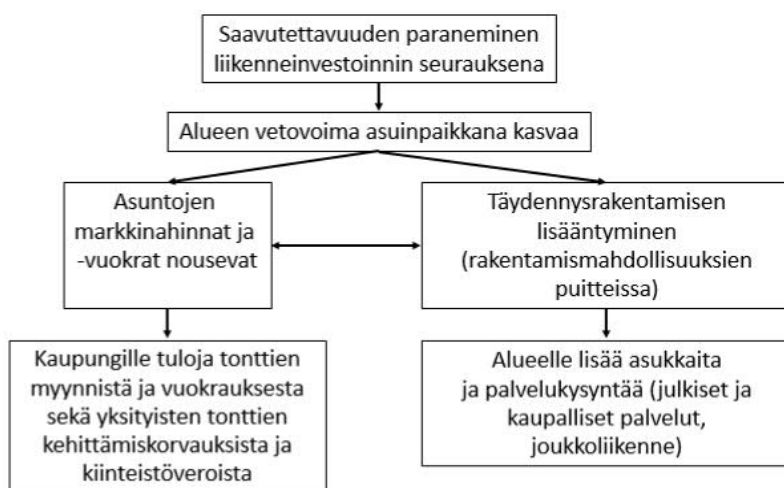 Saavutettavuuden paraneminen
liikenneinvestoinnin seurauksena
Alueen vetovoima asuinpaikkana kasvaa
Asuntojen
markkinahinnat ja
-vuokrat nousevat
Täydennysrakentamisen
lisääntyminen
(rakentamismahdollisuuksien
puitteissa)
Kaupungille tuloja tonttien
myynnistä ja vuokrauksesta
sekä yksityisten tonttien
kehittämiskorvauksista ja
kiinteistöveroista
Alueelle lisää asukkaita
ja palvelukysyntää (julkiset ja
kaupalliset palvelut,
joukkoliikenne)